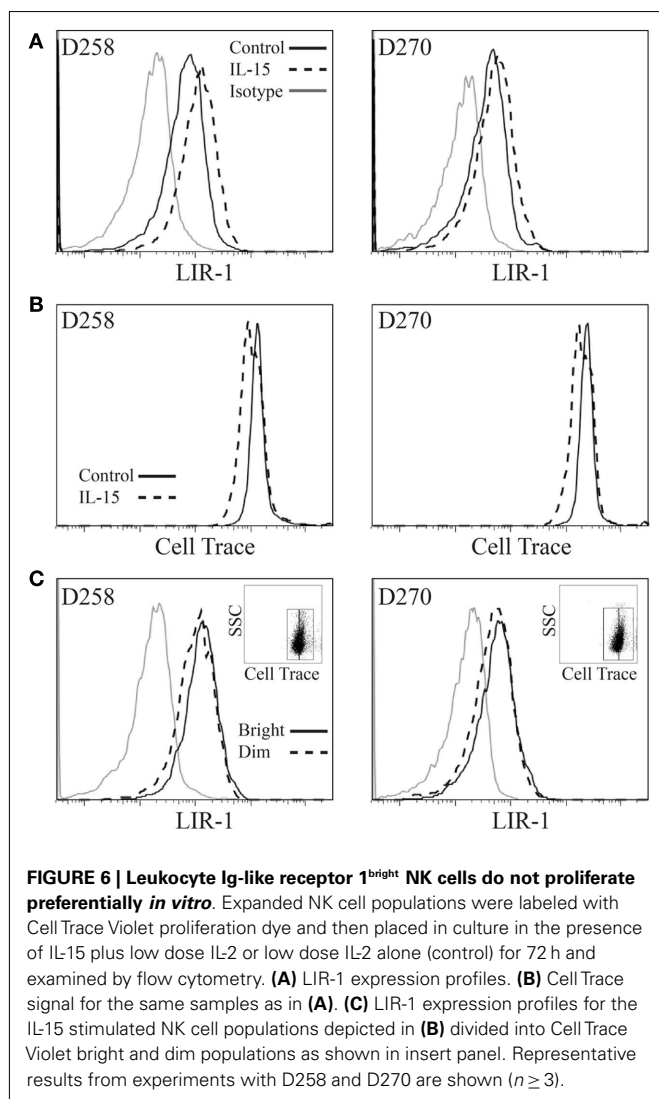 A
D258
Control
IL-15
Isotype
LIR-1
D270
LIR-1
B
D258
Control
IL-15
Cell Trace
D270
Cell Trace
C
D258
SSC
Cell Trace
Bright
Dim
LIR-1
D270
SSC
Cell Trace
LIR-1
FIGURE 6 | Leukocyte Ig-like receptor 1bright NK cells do not proliferate
preferentially in vitro. Expanded NK cell populations were labeled with
Cell Trace Violet proliferation dye and then placed in culture in the presence
of IL-15 plus low dose IL-2 or low dose IL-2 alone (control) for 72 h and
examined by flow cytometry. (A) LIR-1 expression profiles. (B) Cell Trace
signal for the same samples as in (A). (C) LIR-1 expression profiles for the
IL-15 stimulated NK cell populations depicted in (B) divided into Cell Trace
Violet bright and dim populations as shown in insert panel. Representative
results from experiments with D258 and D270 are shown (n ≥ 3).